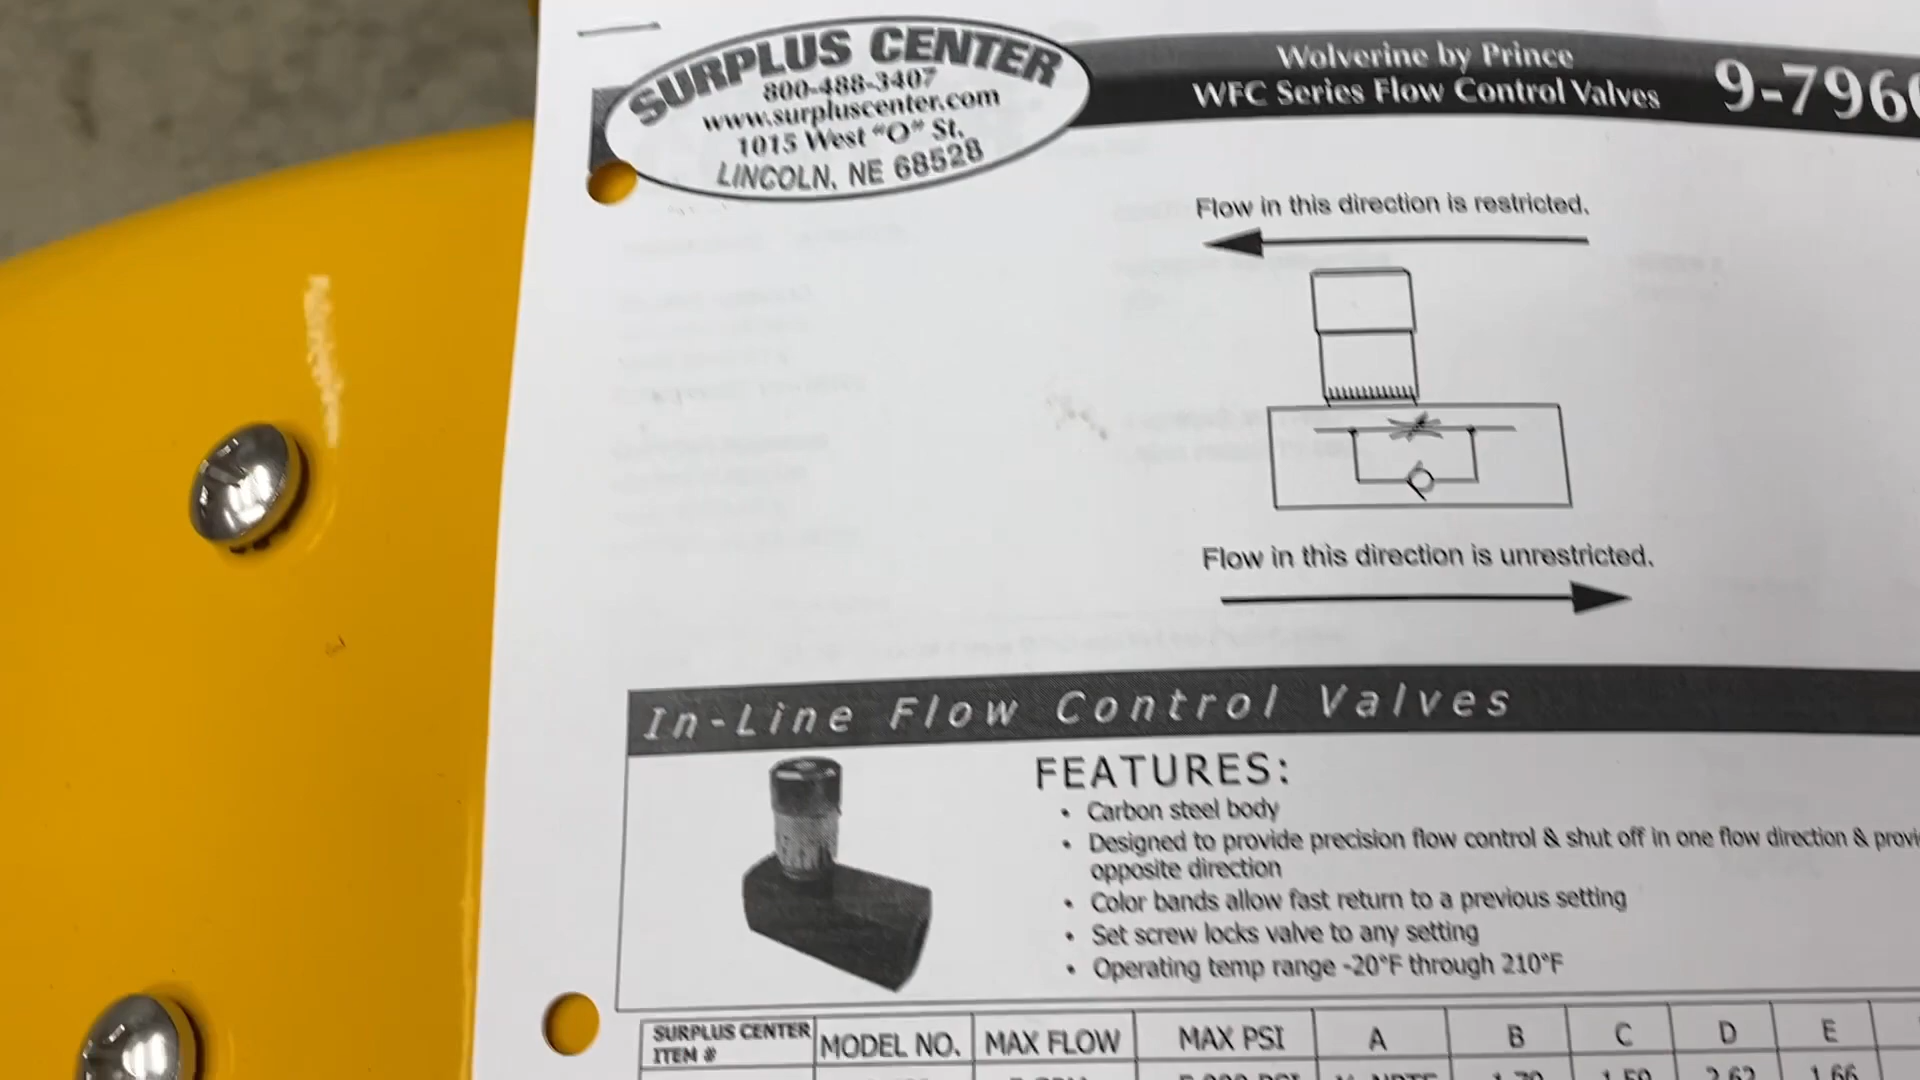 SURPLUS CENTER
800-488-3407
www.surpluscenter.com
1015 West "O" St.
LINCOLN, NE 68528
Wolverine by Prince
WFC Series Flow Control Valves
9-796
Flow in this direction is restricted.
Flow in this direction is unrestricted.
In-Line Flow Control Valves
FEATURES:
• Carbon steel body
• Designed to provide precision flow control & shut off in one flow direction &
opposite direction
• Color bands allow fast return to a previous setting
• Set screw locks valve to any setting
• Operating temp range -20°F through 210°F
SURPLUS CENTER
ITEM #
MODEL NO.
MAX FLOW
MAX PSI
A
B
C
D
E